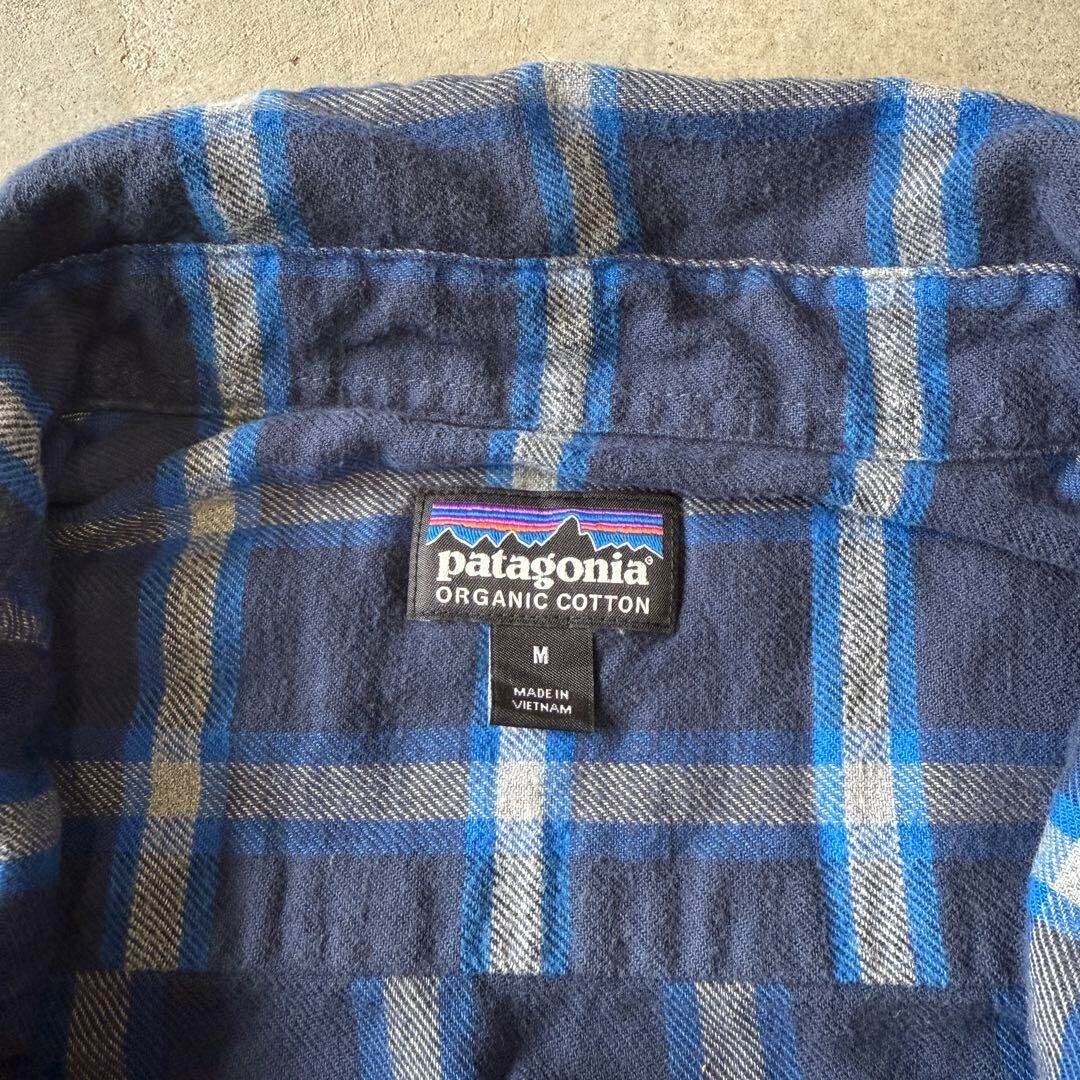 patagonia®
ORGANIC COTTON
M
MADE IN
VIETNAM